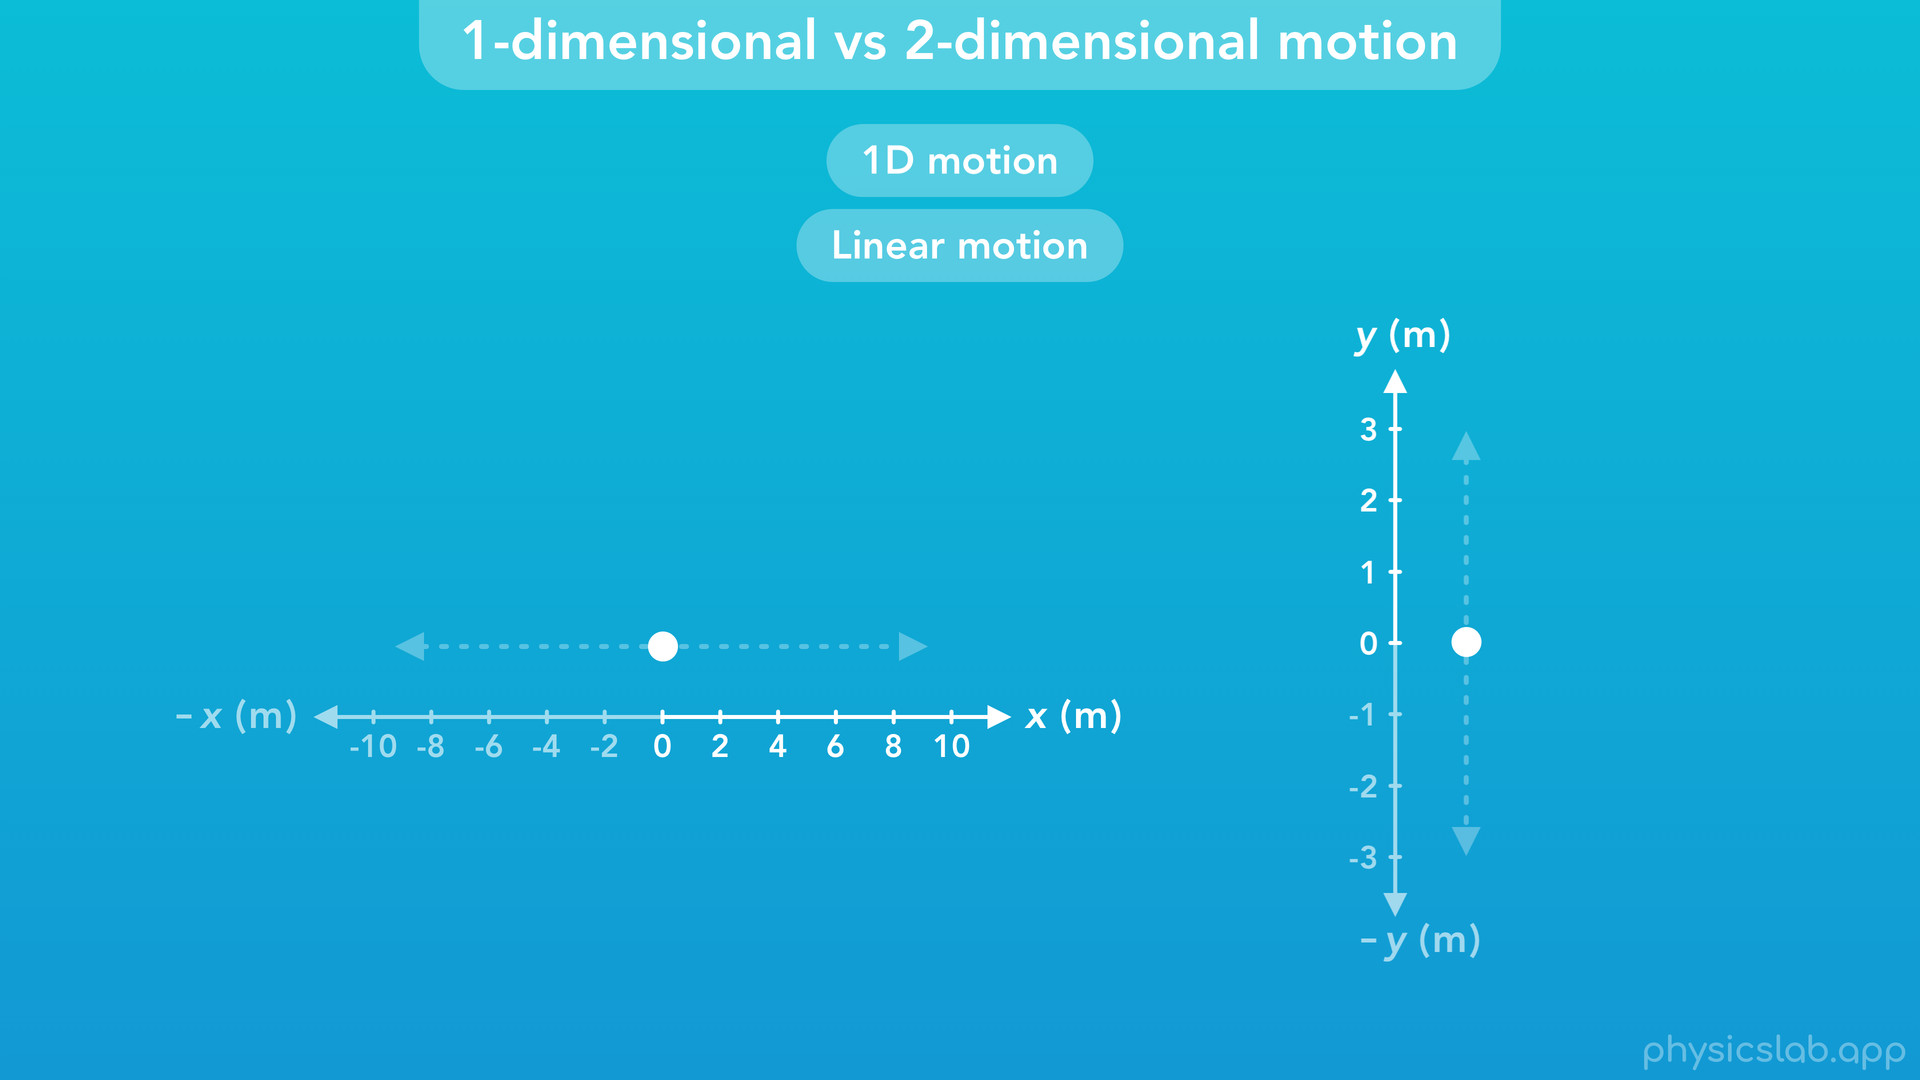 1-dimensional vs 2-dimensional motion
1D motion
Linear motion
– x (m)
-10 -8 -6 -4 -2 0 2 4 6 8 10
x (m)
y (m)
3
2
1
0
-1
-2
-3
– y (m)
physicslab.app